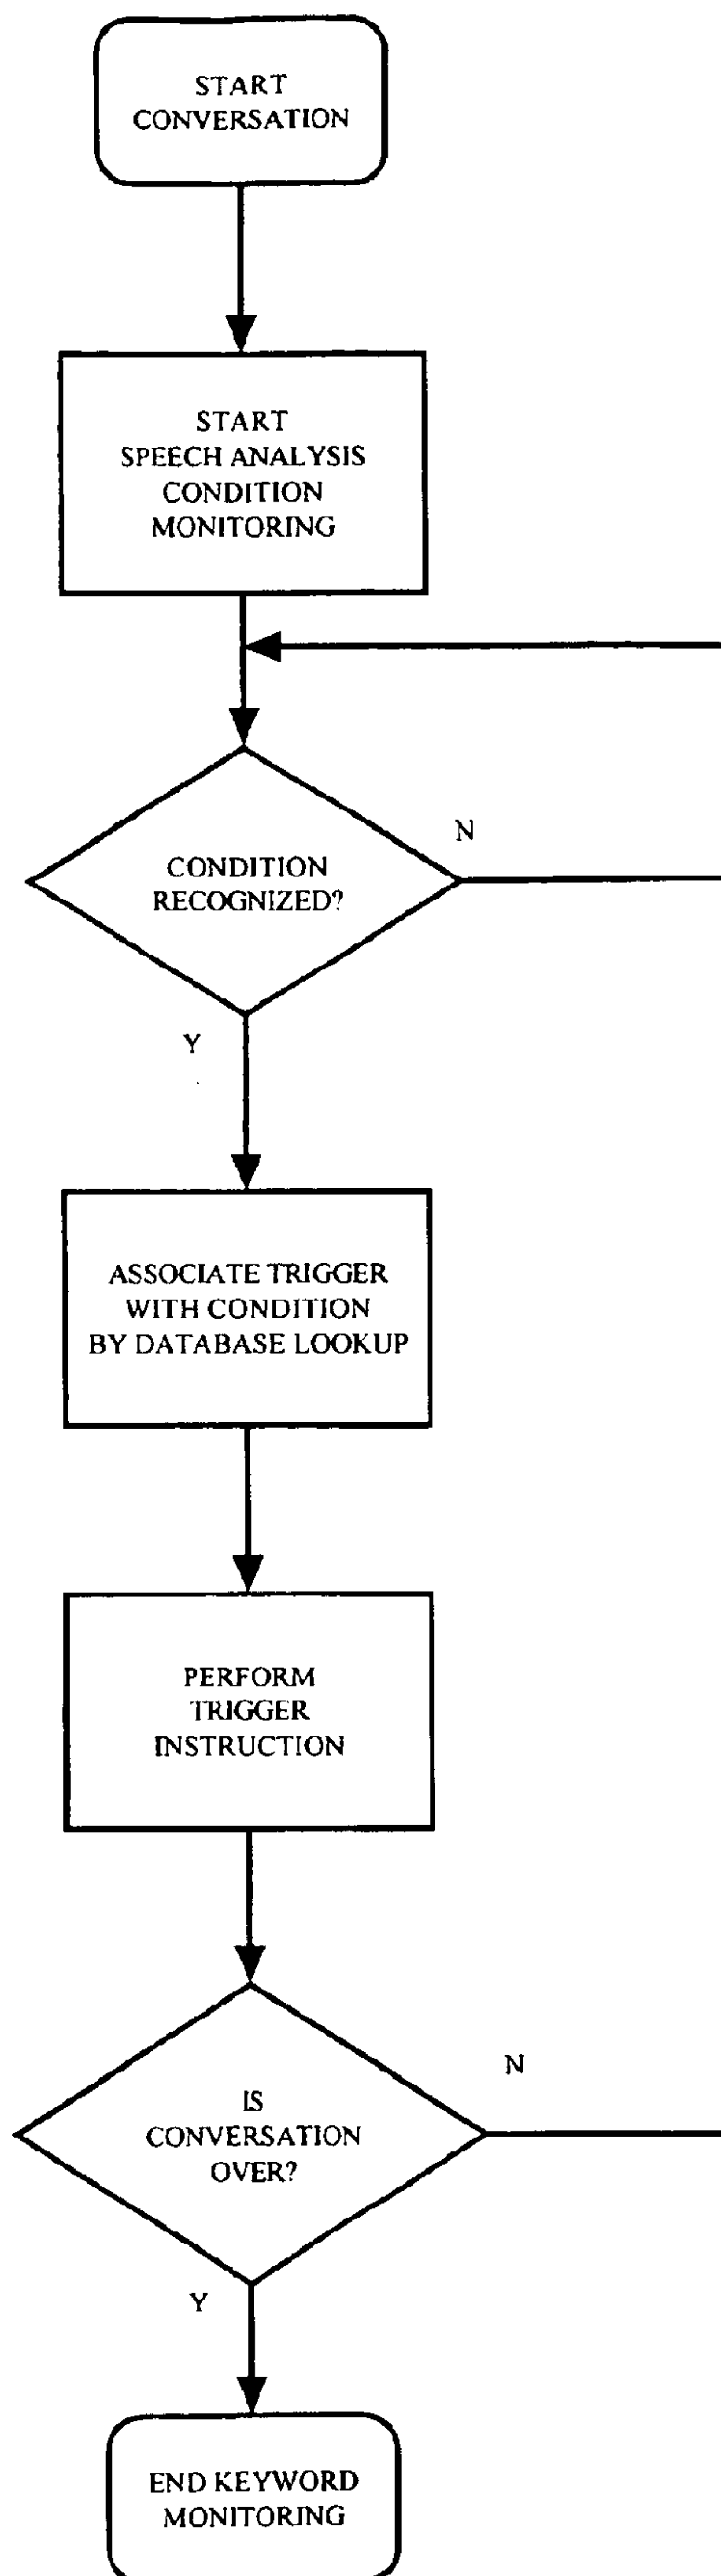 START
CONVERSATION
START
SPEECH ANALYSIS
CONDITION
MONITORING
CONDITION
RECOGNIZED?
N
Y
ASSOCIATE TRIGGER
WITH CONDITION
BY DATABASE LOOKUP
PERFORM
TRIGGER
INSTRUCTION
IS
CONVERSATION
OVER?
N
Y
END KEYWORD
MONITORING